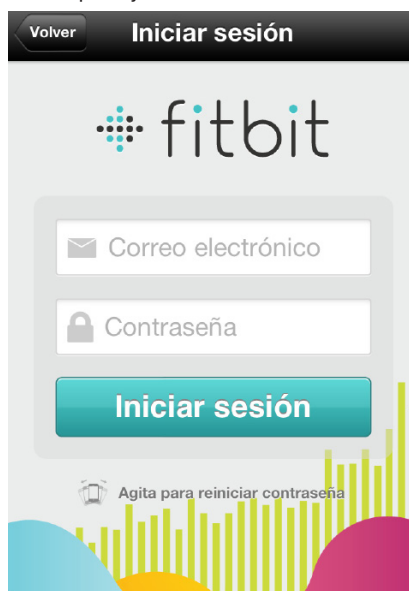 Volver
Iniciar sesión
fitbit
Correo electrónico
Contraseña
Iniciar sesión
Agita para reiniciar contraseña